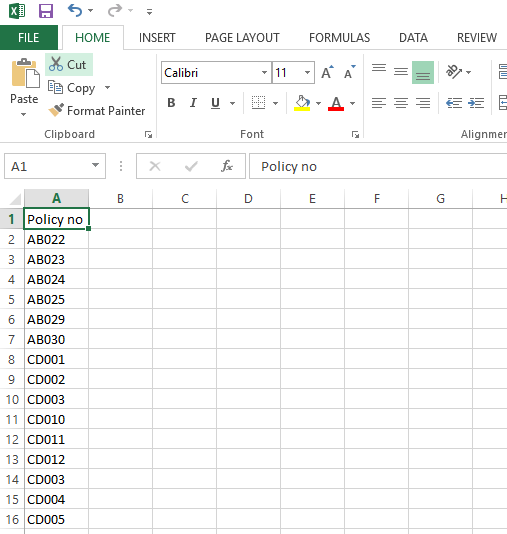 FILE HOME INSERT PAGE LAYOUT FORMULAS DATA REVIEW
Paste
Cut
Copy
Format Painter
Clipboard
Calibri 11 A A
B I U A
Font
Alignme
A1 fx Policy no
A B C D E F G H
1 Policy no
2 AB022
3 AB023
4 AB024
5 AB025
6 AB029
7 AB030
8 CD001
9 CD002
10 CD003
11 CD010
12 CD011
13 CD012
14 CD003
15 CD004
16 CD005